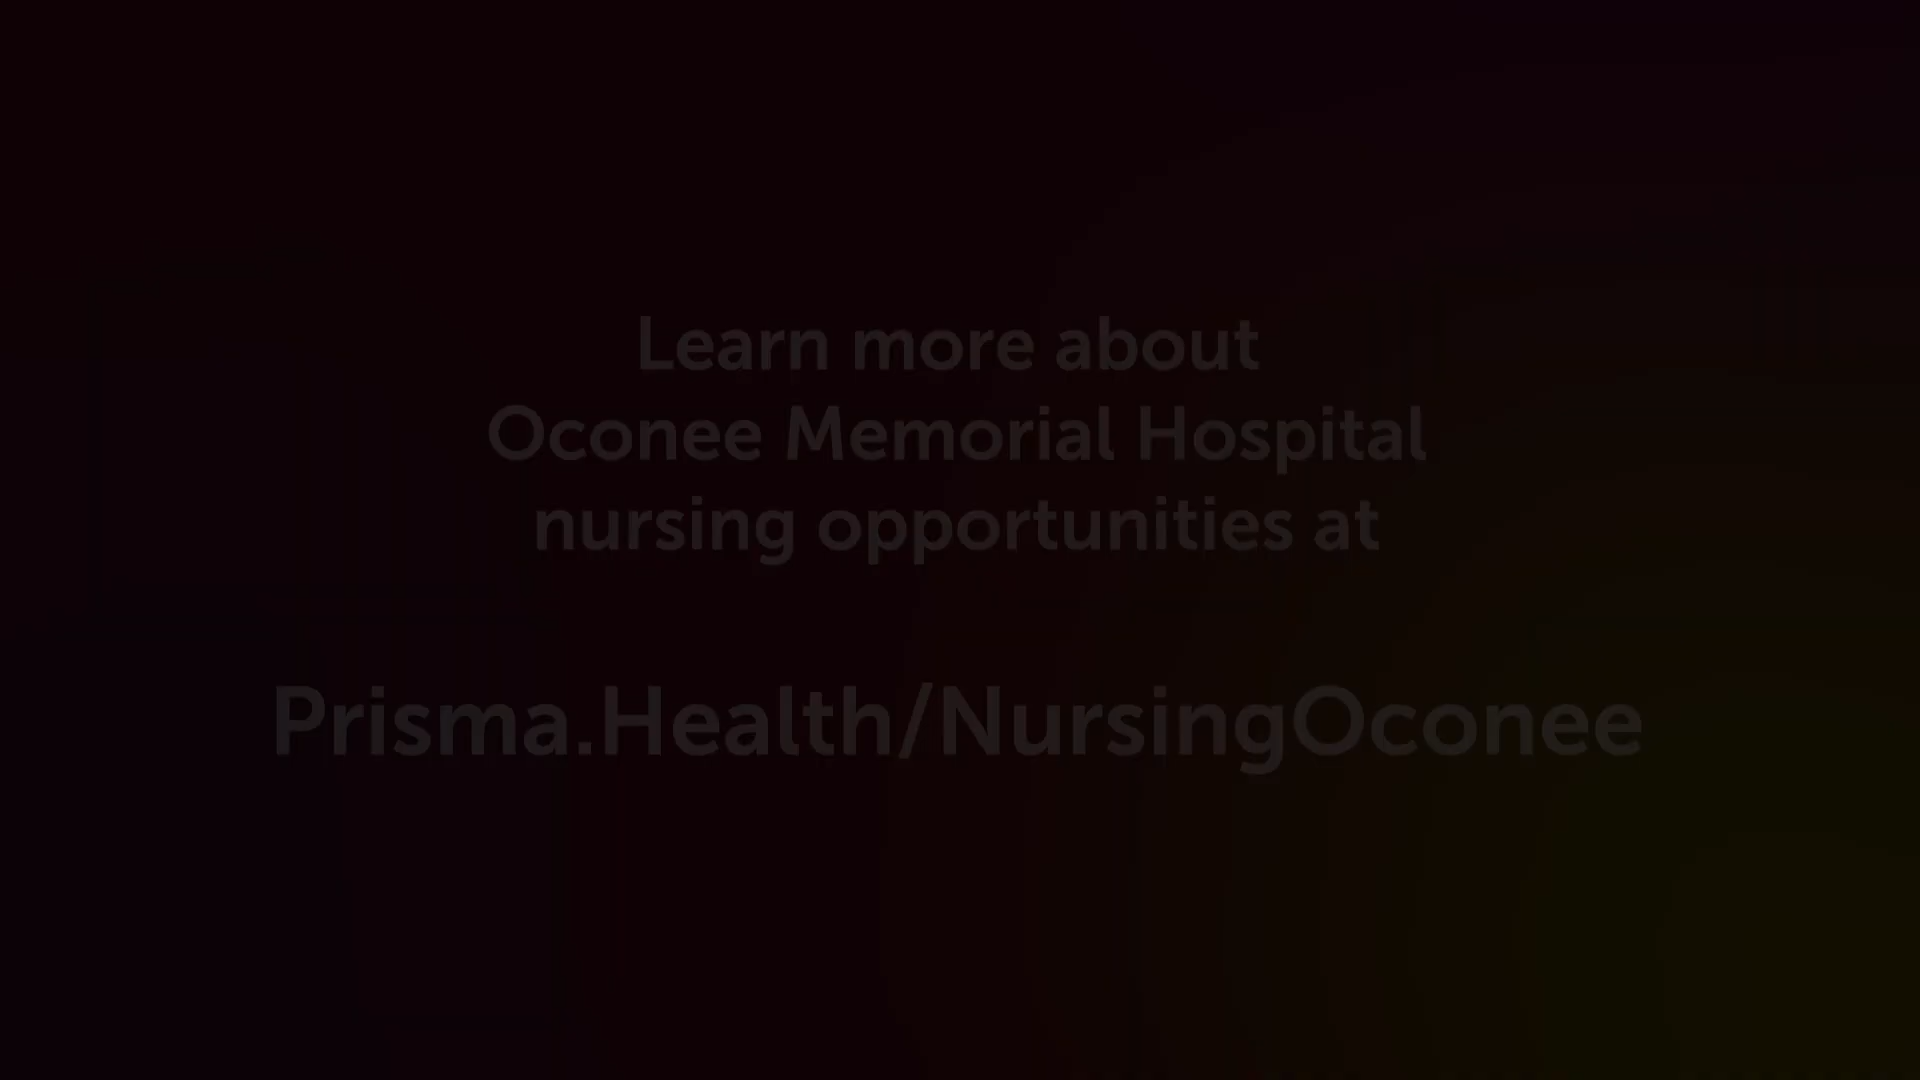 Learn more about
Oconee Memorial Hospital
nursing opportunities at
Prisma.Health/NursingOconee